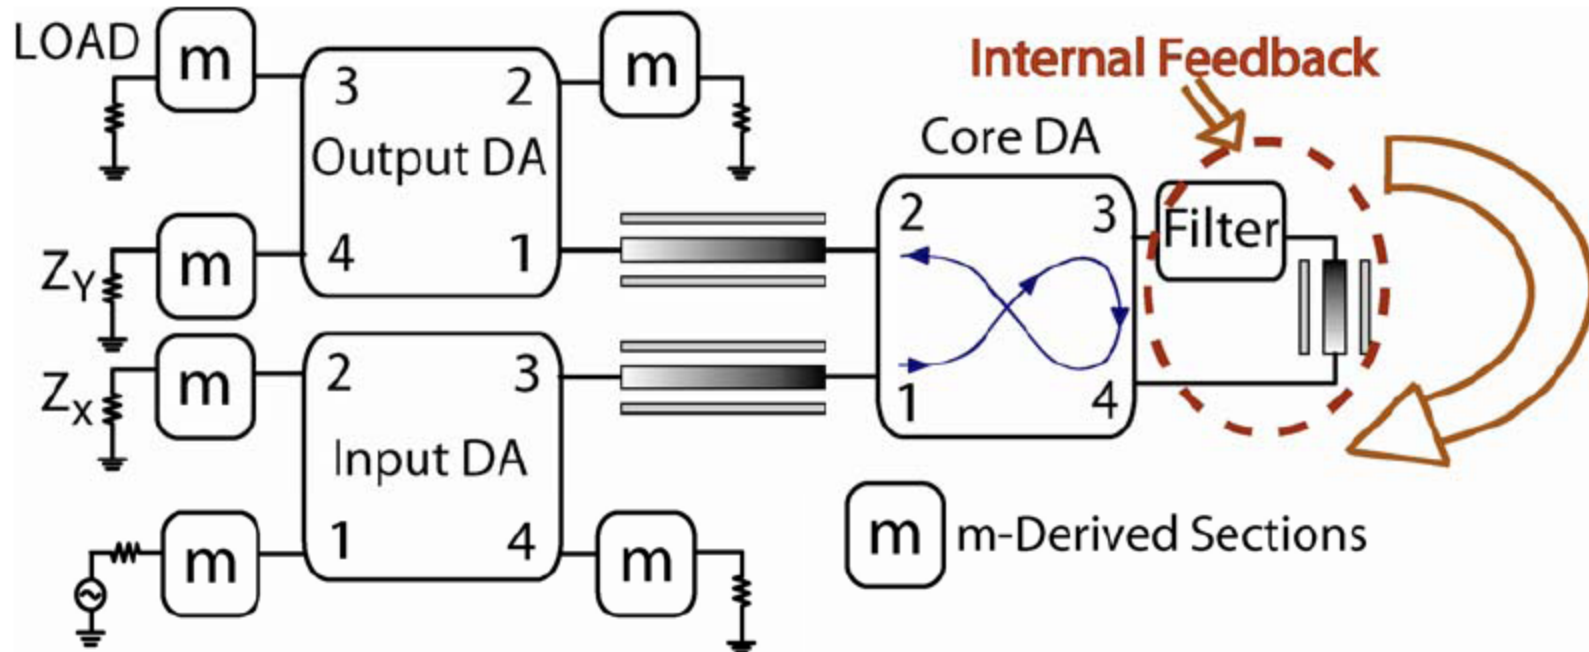 LOAD
m
3
2
m
Output DA
Z_Y
m
4
1
Z_X
m
2
3
Input DA
m
1
4
m
Internal Feedback
Core DA
2
3
Filter
1
4
m
m-Derived Sections